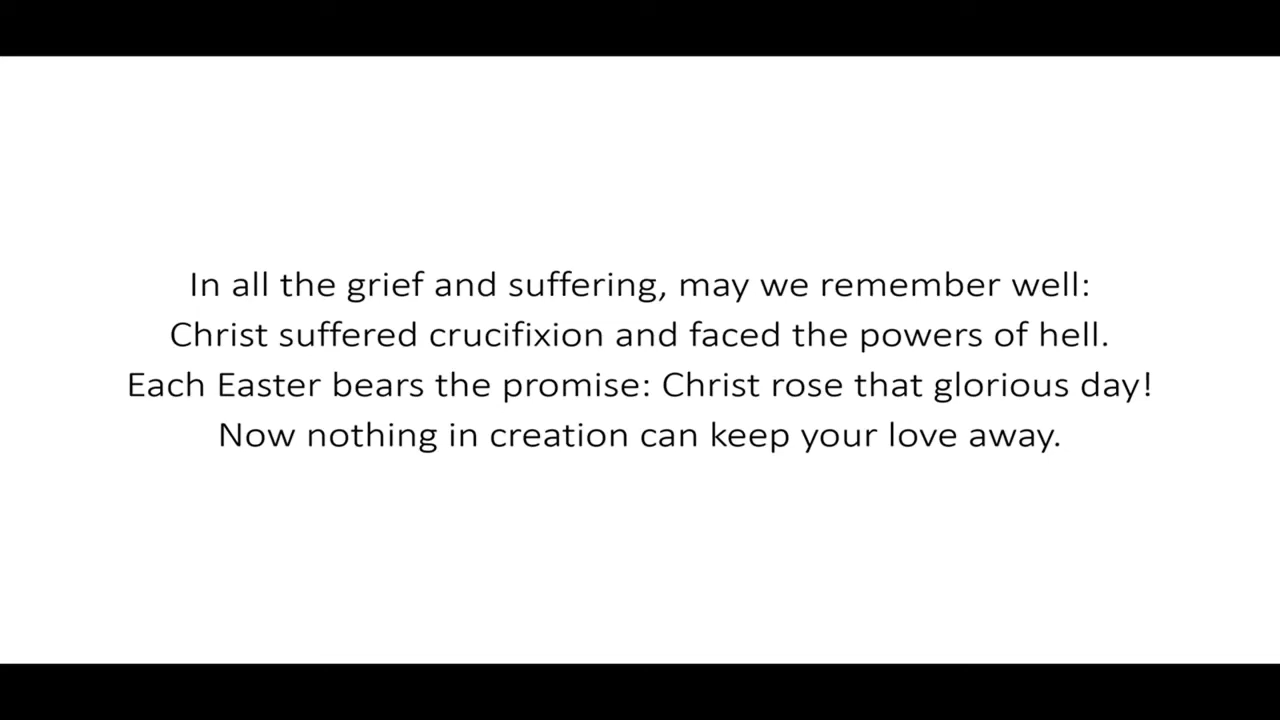 In all the grief and suffering, may we remember well:
Christ suffered crucifixion and faced the powers of hell.
Each Easter bears the promise: Christ rose that glorious day!
Now nothing in creation can keep your love away.